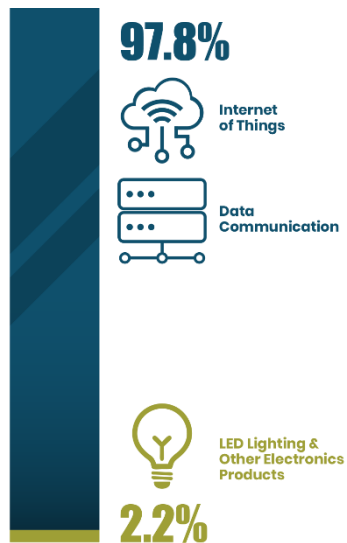 97.8%
Internet
of Things
Data
Communication
LED Lighting &
Other Electronics
Products
2.2%